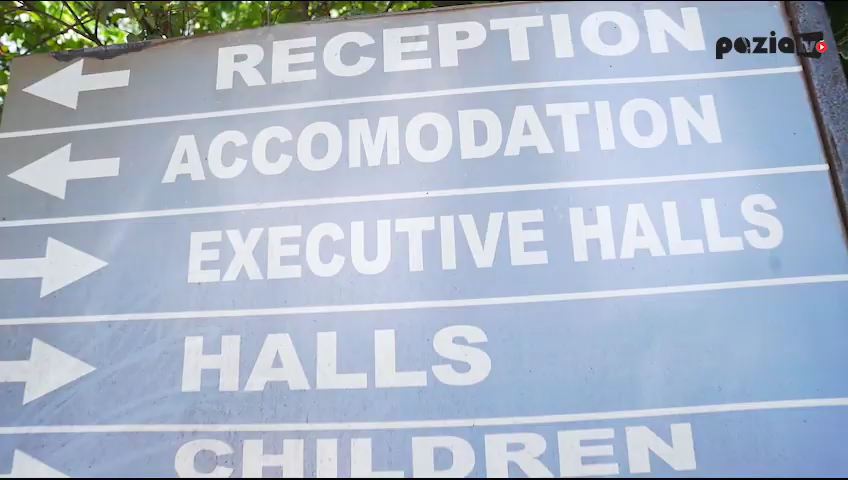 RECEPTION
pazia TV
ACCOMODATION
EXECUTIVE HALLS
HALLS
CHILDREN